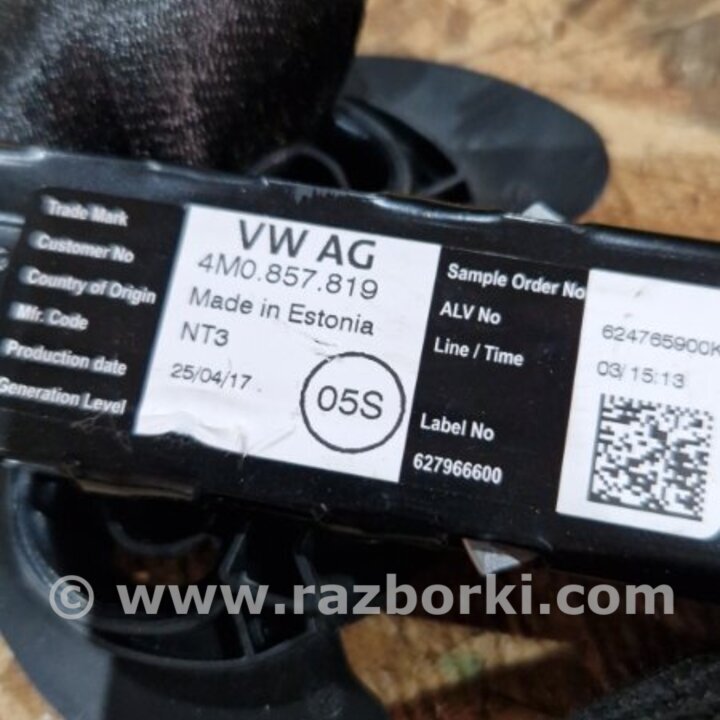 Trade Mark
Customer No
Country of Origin
Mfr. Code
Production date
Generation Level
VW AG
4M0.857.819
Made in Estonia
NT3
25/04/17
05S
Sample Order No
ALV No
Line / Time
Label No
627966600
624765900K
03/15:13
© www.razborki.com